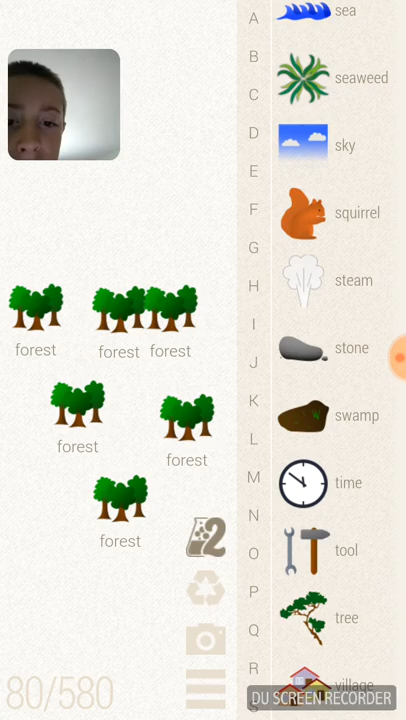 forest
forest forest
forest
forest
forest
2
80/580
A
B
C
D
E
F
G
H
I
J
K
L
M
N
O
P
Q
R
S
sea
seaweed
sky
squirrel
steam
stone
swamp
time
tool
tree
village
DU SCREEN RECORDER